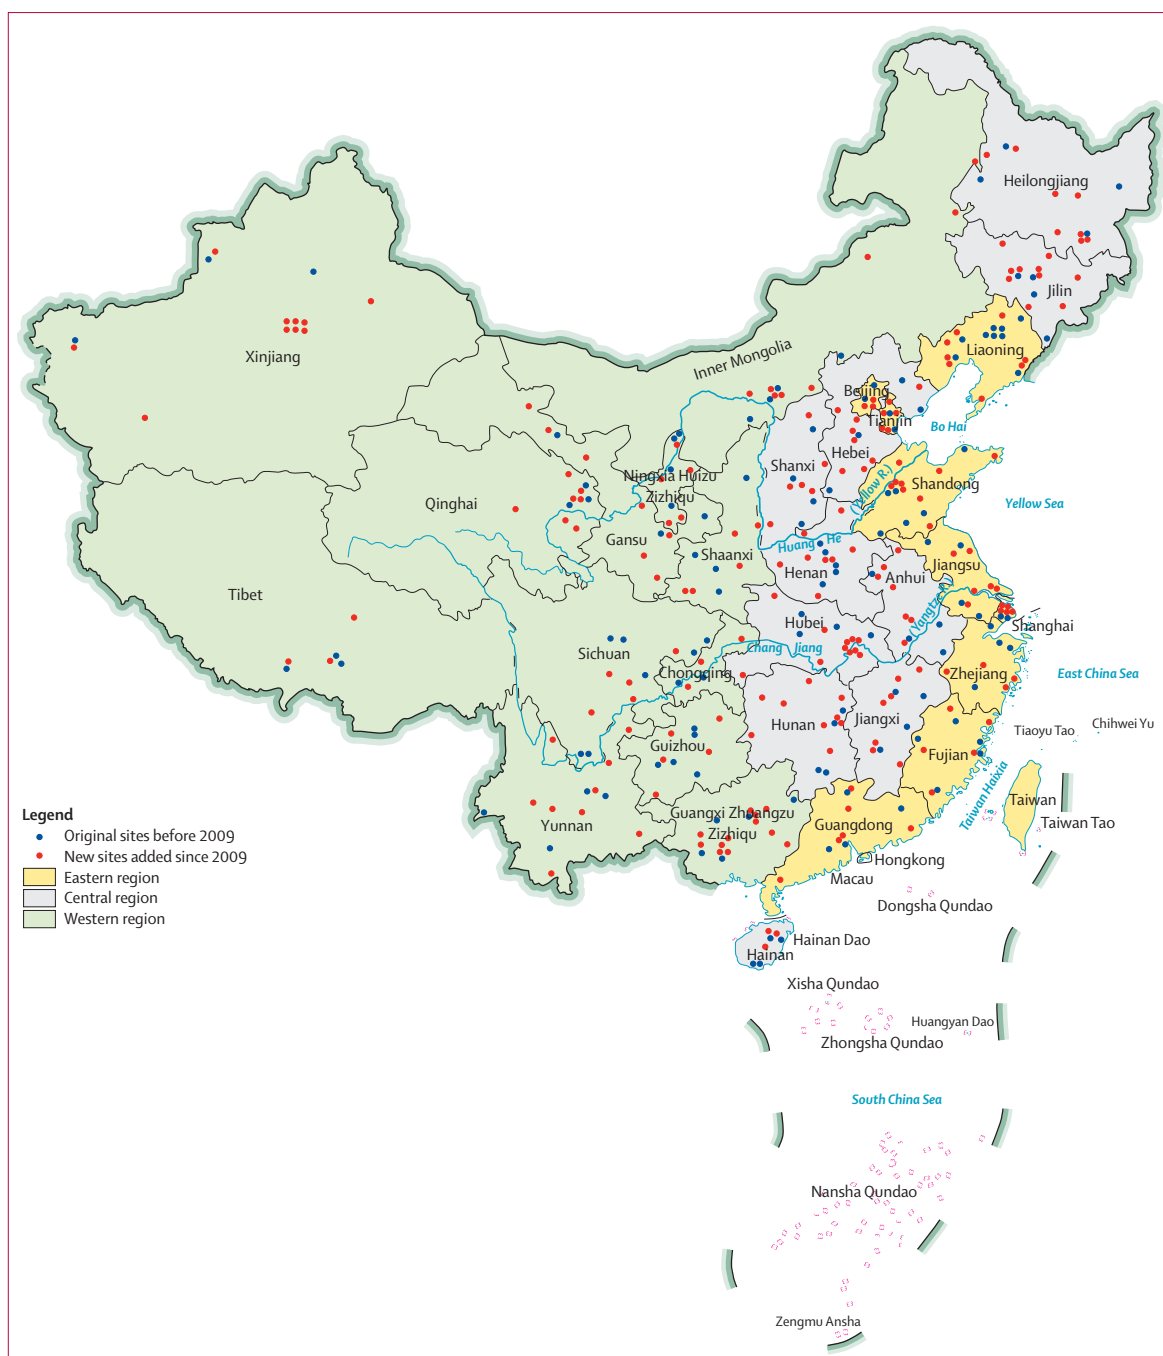 Heilongjiang
Jilin
Xinjiang
Inner Mongolia
Liaoning
Beijing
Tianjin
Bo Hai
Hebei
Shanxi
Ningxia Huizu
Zizhiqu
Qinghai
(Yellow R.)
Shandong
Yellow Sea
Gansu
Shaanxi
Huang He
Henan
Jiangsu
Anhui
Tibet
Hubei
(Yangtze R.)
Shanghai
Sichuan
Chang Jiang
Chongqing
Zhejiang
East China Sea
Hunan
Jiangxi
Tiaoyu Tao
Chihwei Yu
Guizhou
Fujian
Taiwan Haixia
Legend
Original sites before 2009
New sites added since 2009
Eastern region
Central region
Western region
Yunnan
Guangxi Zhuangzu
Zizhiqu
Guangdong
Taiwan
Taiwan Tao
Hongkong
Macau
Dongsha Qundao
Hainan Dao
Hainan
Xisha Qundao
Huangyan Dao
Zhongsha Qundao
South China Sea
Nansha Qundao
Zengmu Ansha